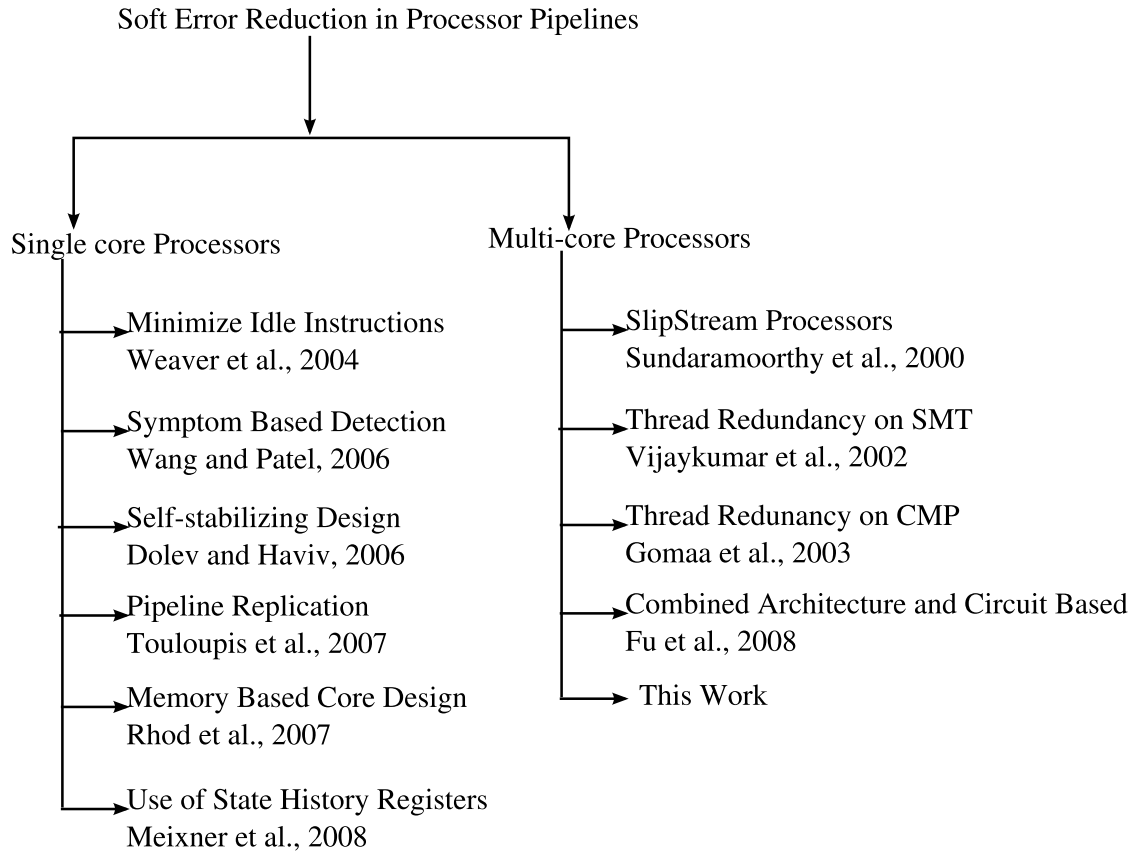 Soft Error Reduction in Processor Pipelines
Single core Processors
Minimize Idle Instructions
Weaver et al., 2004
Symptom Based Detection
Wang and Patel, 2006
Self-stabilizing Design
Dolev and Haviv, 2006
Pipeline Replication
Touloupis et al., 2007
Memory Based Core Design
Rhod et al., 2007
Use of State History Registers
Meixner et al., 2008
Multi-core Processors
SlipStream Processors
Sundaramoorthy et al., 2000
Thread Redundancy on SMT
Vijaykumar et al., 2002
Thread Redunancy on CMP
Gomaa et al., 2003
Combined Architecture and Circuit Based
Fu et al., 2008
This Work